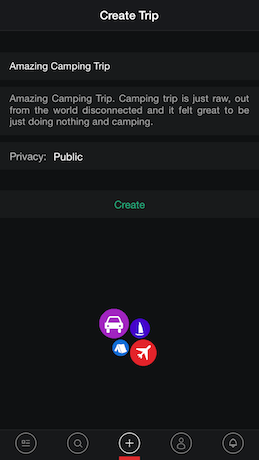 Create Trip
Amazing Camping Trip
Amazing Camping Trip. Camping trip is just raw, out
from the world disconnected and it felt great to be
just doing nothing and camping.
Privacy: Public
Create